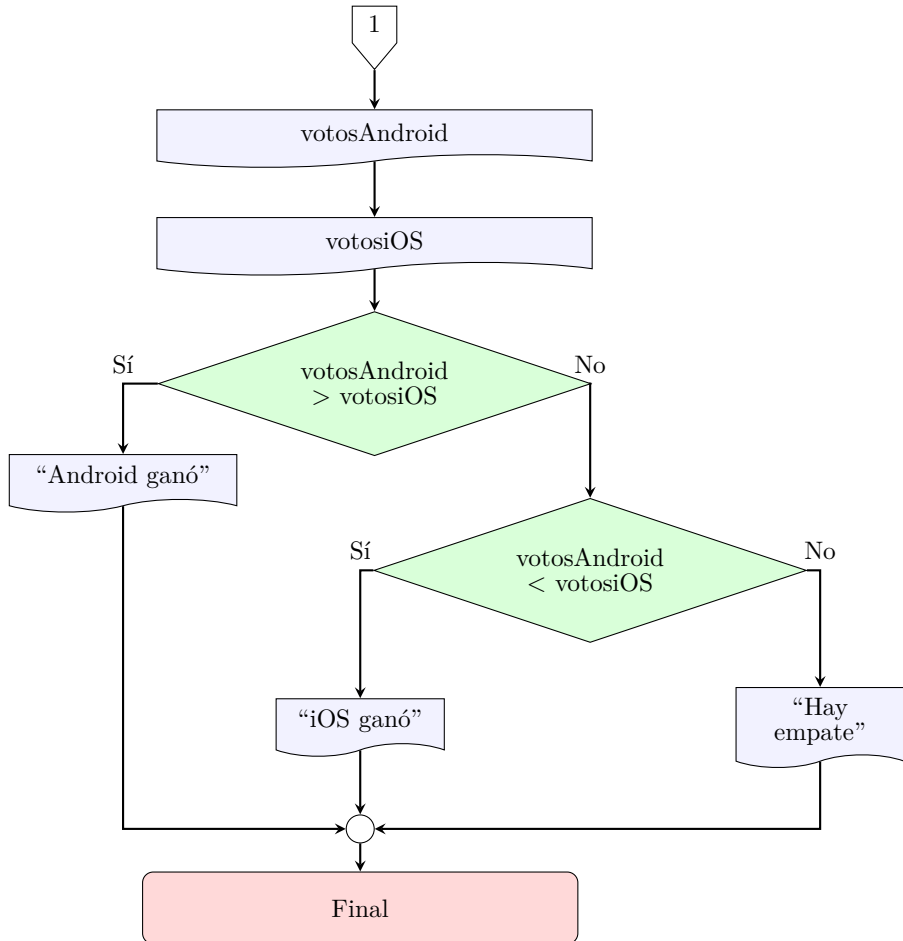 1
votosAndroid
votosiOS
Sí
No
votosAndroid
> votosiOS
“Android ganó”
Sí
No
votosAndroid
< votosiOS
“iOS ganó”
“Hay
empate”
Final